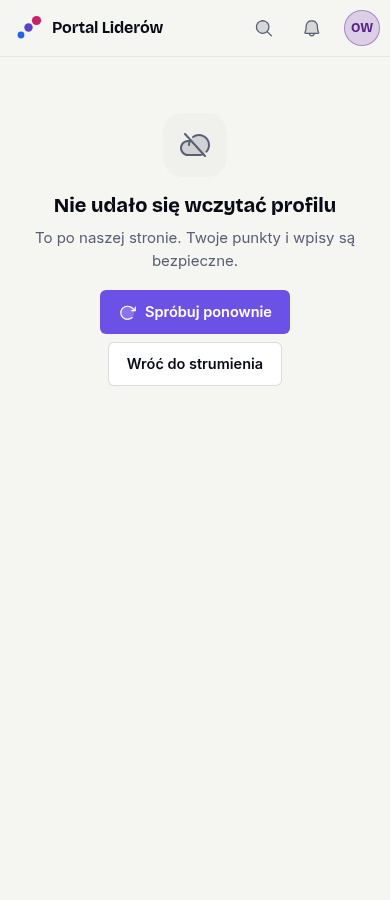 Portal Liderów
OW
Nie udało się wczytać profilu
To po naszej stronie. Twoje punkty i wpisy są
bezpieczne.
Spróbuj ponownie
Wróć do strumienia